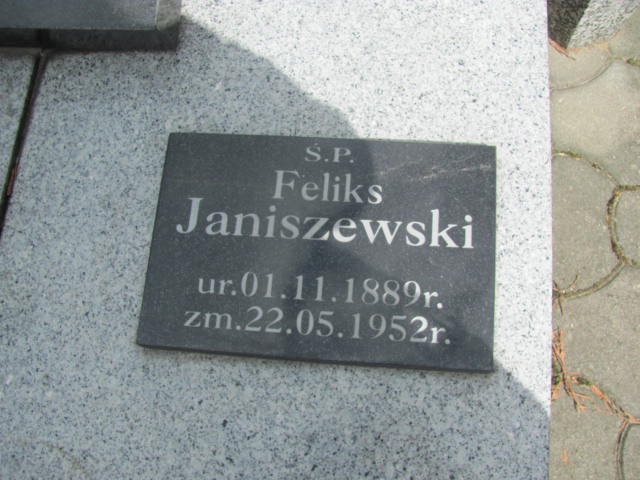 Ś.P.
Feliks
Janiszewski
ur.01.11.1889r.
zm.22.05.1952r.